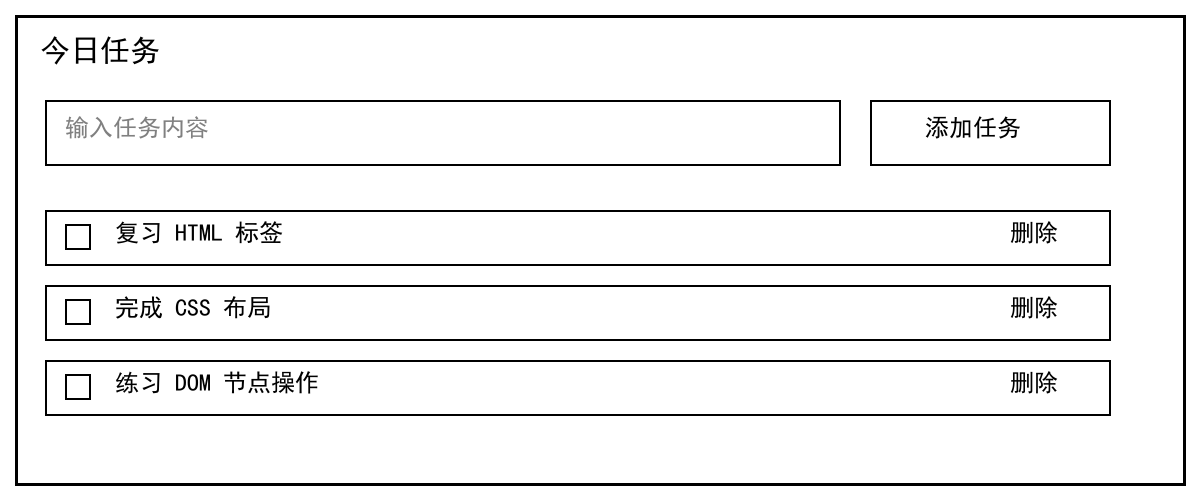 今日任务
输入任务内容 添加任务
复习 HTML 标签 删除
完成 CSS 布局 删除
练习 DOM 节点操作 删除